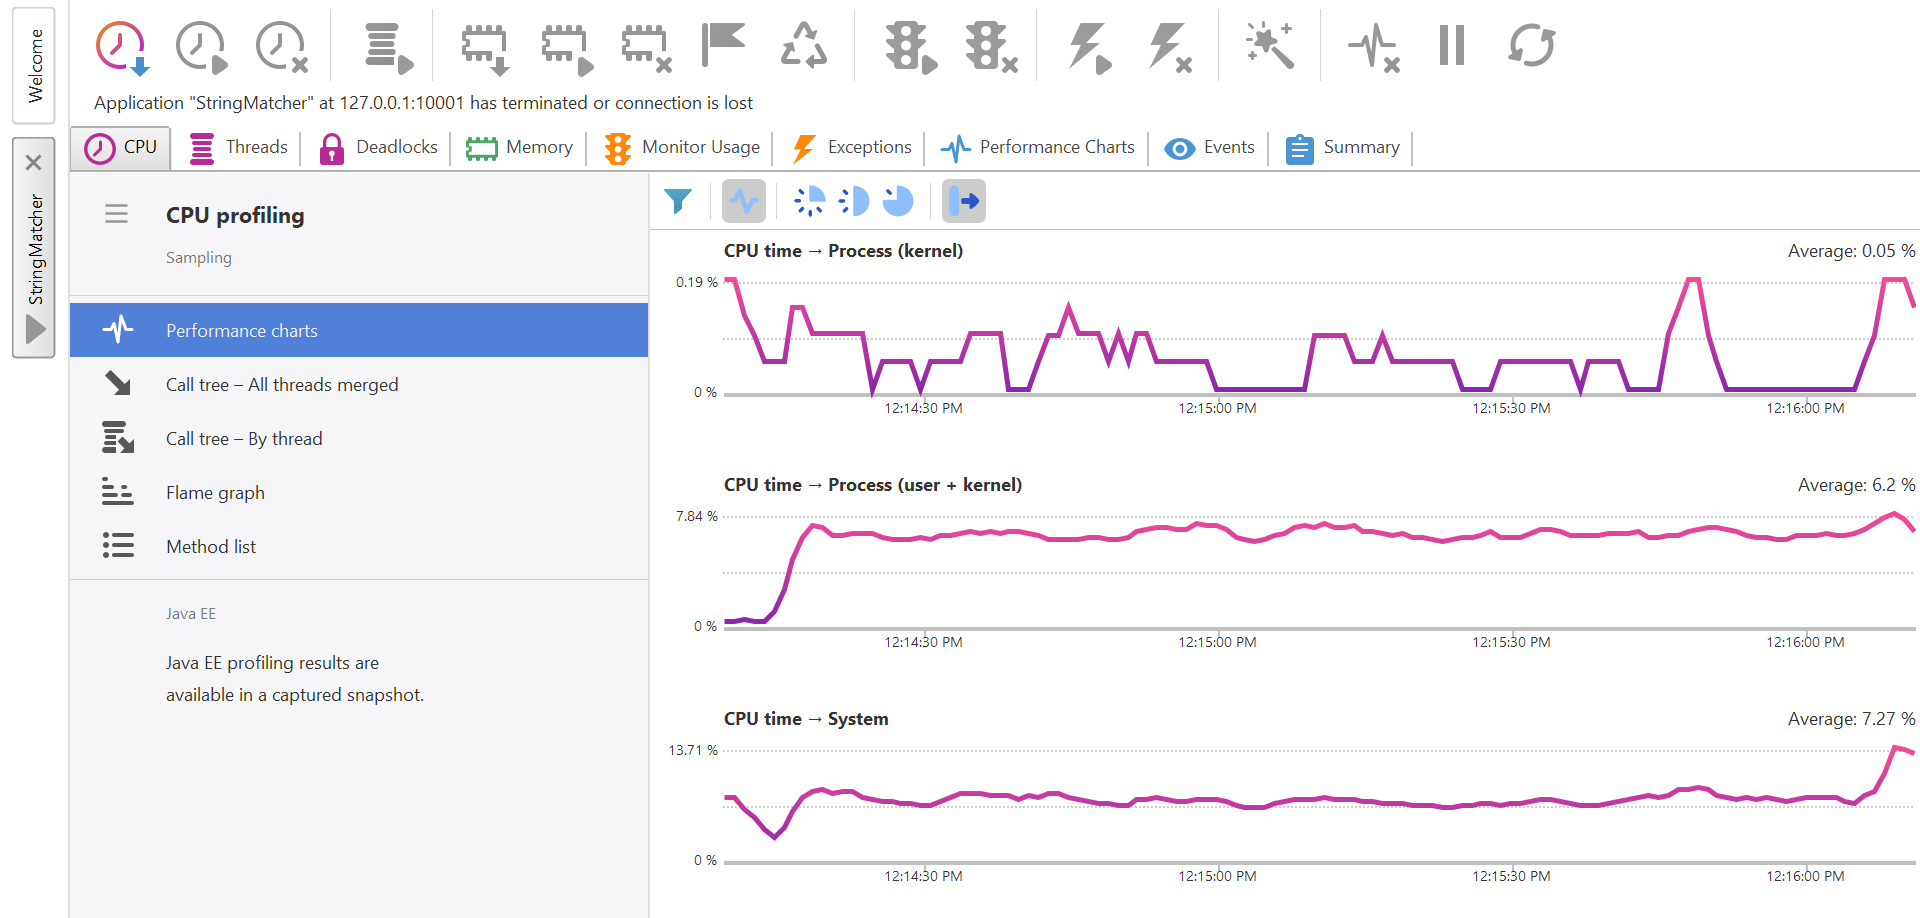 Welcome
StringMatcher
Application "StringMatcher" at 127.0.0.1:10001 has terminated or connection is lost
CPU
Threads
Deadlocks
Memory
Monitor Usage
Exceptions
Performance Charts
Events
Summary
CPU profiling
Sampling
Performance charts
Call tree – All threads merged
Call tree – By thread
Flame graph
Method list
Java EE
Java EE profiling results are
available in a captured snapshot.
CPU time → Process (kernel)
Average: 0.05 %
0.19 %
0 %
12:14:30 PM
12:15:00 PM
12:15:30 PM
12:16:00 PM
CPU time → Process (user + kernel)
Average: 6.2 %
7.84 %
0 %
12:14:30 PM
12:15:00 PM
12:15:30 PM
12:16:00 PM
CPU time → System
Average: 7.27 %
13.71 %
0 %
12:14:30 PM
12:15:00 PM
12:15:30 PM
12:16:00 PM